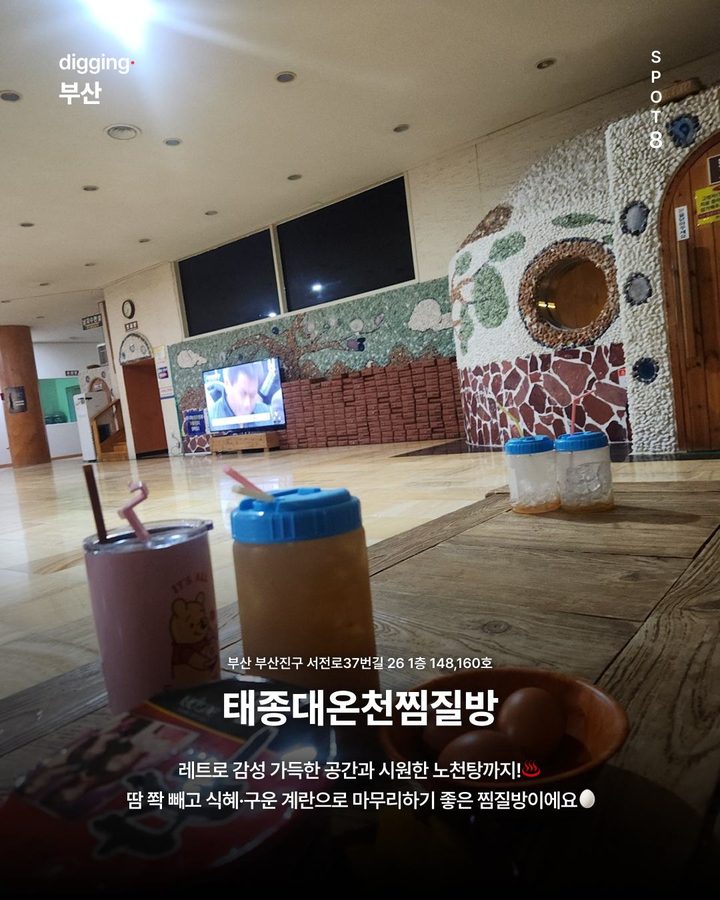 digging·
부산
SPOT8
IT'S ALL
부산 부산진구 서전로37번길 26 1층 148,160호
태종대온천찜질방
레트로 감성 가득한 공간과 시원한 노천탕까지!♨️
땀 쫙 빼고 식혜·구운 계란으로 마무리하기 좋은 찜질방이에요🥚